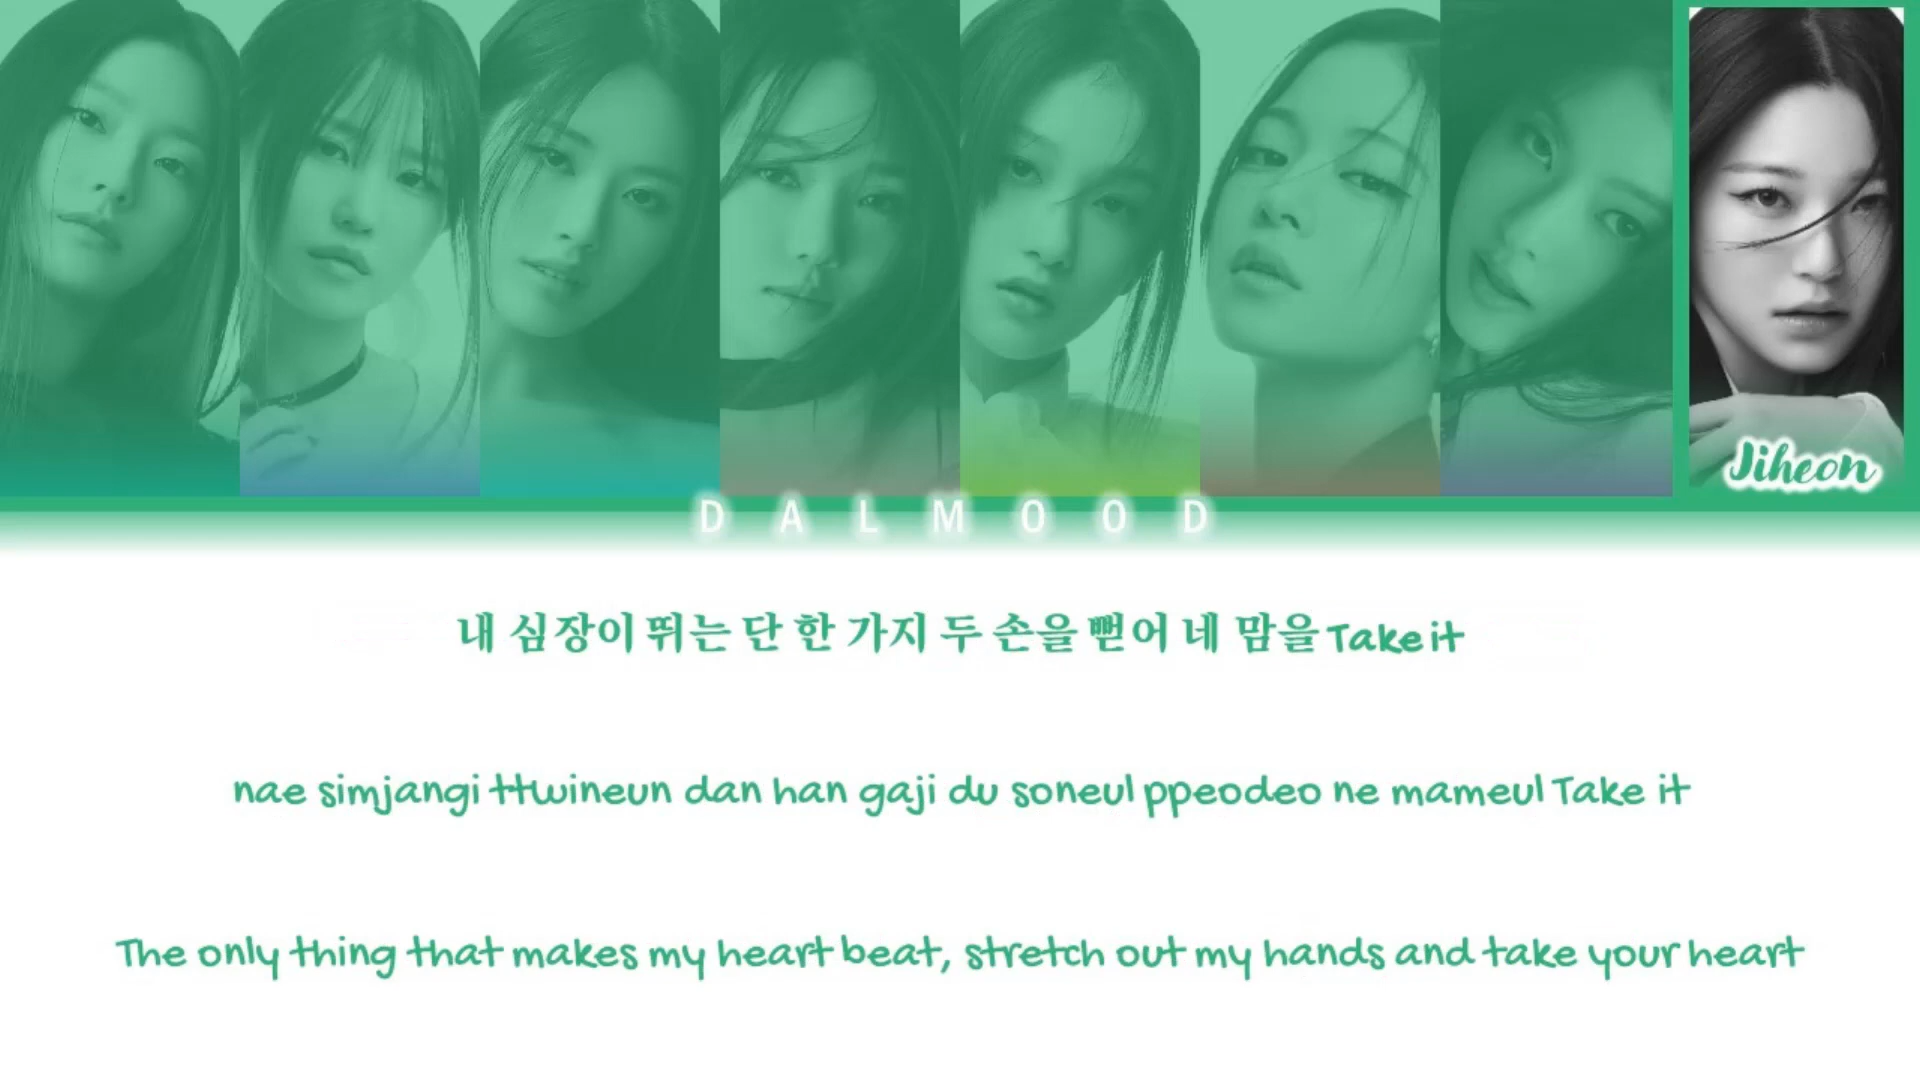 Jiheon
DALMOOD
내 심장이 뛰는 단 한 가지 두 손을 뻗어 네 맘을 Take it
nae simjangi ttwineun dan han gaji du soneul ppeodeo ne mameul Take it
The only thing that makes my heart beat, stretch out my hands and take your heart